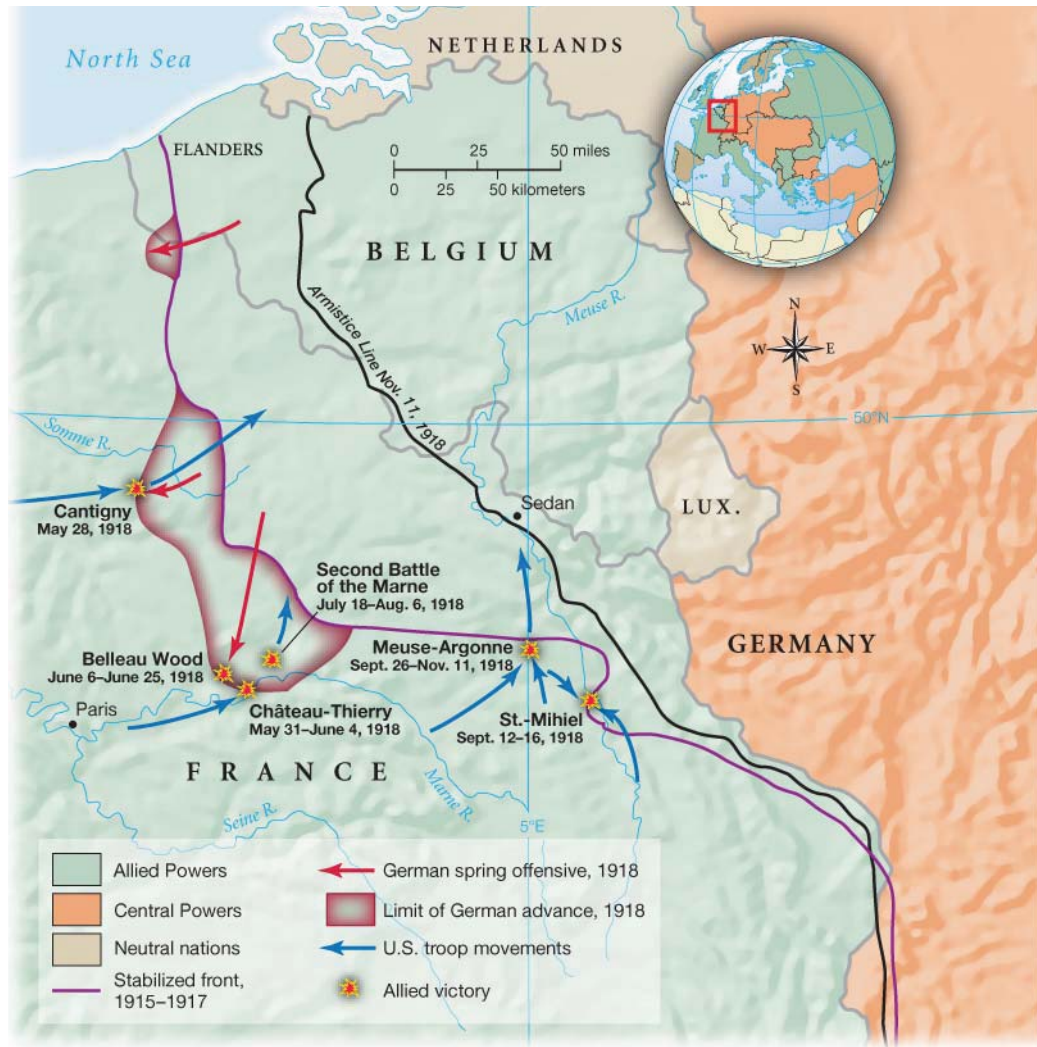 North Sea
NETHERLANDS
FLANDERS
0 25 50 miles
0 25 50 kilometers
BELGIUM
Meuse R.
Armistice Line Nov. 11, 1918
N
W E
S
50°N
Somme R.
Cantigny
May 28, 1918
Sedan
LUX.
Second Battle
of the Marne
July 18–Aug. 6, 1918
Meuse-Argonne
Sept. 26–Nov. 11, 1918
GERMANY
Belleau Wood
June 6–June 25, 1918
Paris
Château-Thierry
May 31–June 4, 1918
St.-Mihiel
Sept. 12–16, 1918
FRANCE
Marne R.
Seine R.
5°E
Allied Powers
Central Powers
Neutral nations
Stabilized front,
1915–1917
German spring offensive, 1918
Limit of German advance, 1918
U.S. troop movements
Allied victory